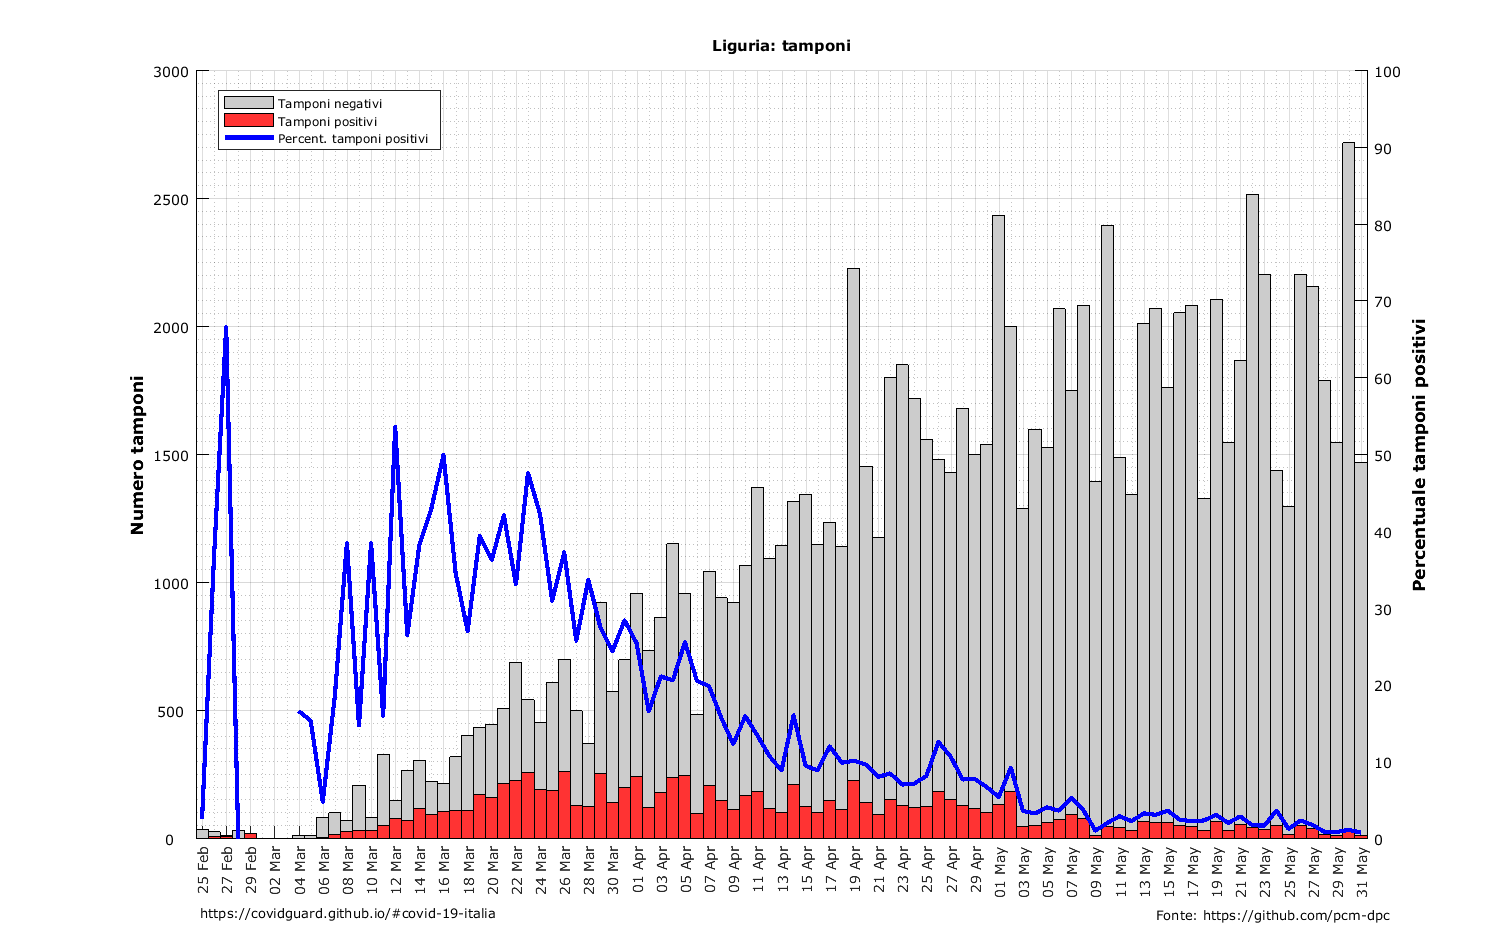 Liguria: tamponi
Tamponi negativi
Tamponi positivi
Percent. tamponi positivi
Numero tamponi
3000
2500
2000
1500
1000
500
0
Percentuale tamponi positivi
100
90
80
70
60
50
40
30
20
10
0
25 Feb
27 Feb
29 Feb
02 Mar
04 Mar
06 Mar
08 Mar
10 Mar
12 Mar
14 Mar
16 Mar
18 Mar
20 Mar
22 Mar
24 Mar
26 Mar
28 Mar
30 Mar
01 Apr
03 Apr
05 Apr
07 Apr
09 Apr
11 Apr
13 Apr
15 Apr
17 Apr
19 Apr
21 Apr
23 Apr
25 Apr
27 Apr
29 Apr
01 May
03 May
05 May
07 May
09 May
11 May
13 May
15 May
17 May
19 May
21 May
23 May
25 May
27 May
29 May
31 May
https://covidguard.github.io/#covid-19-italia
Fonte: https://github.com/pcm-dpc